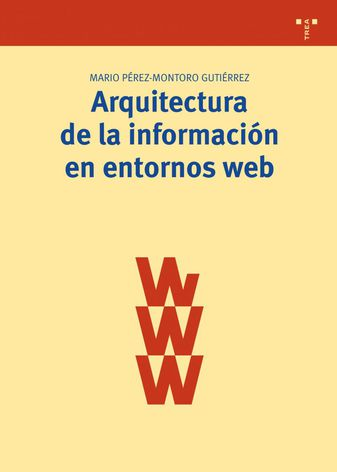 TREA
MARIO PÉREZ-MONTORO GUTIÉRREZ
Arquitectura
de la información
en entornos web
W
W
W